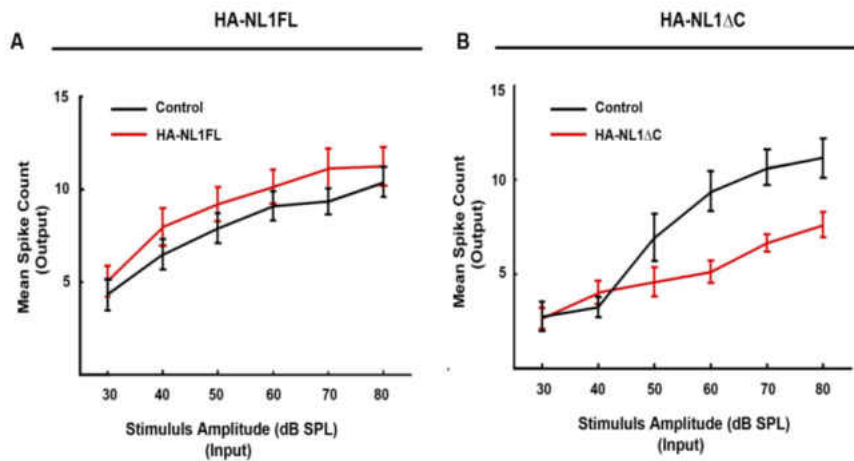 HA-NL1FL
A
15
Control
HA-NL1FL
10
5
Mean Spike Count
(Output)
30 40 50 60 70 80
Stimululs Amplitude (dB SPL)
(Input)
HA-NL1ΔC
B
15
Control
HA-NL1ΔC
10
5
Mean Spike Count
(Output)
30 40 50 60 70 80
Stimululs Amplitude (dB SPL)
(Input)